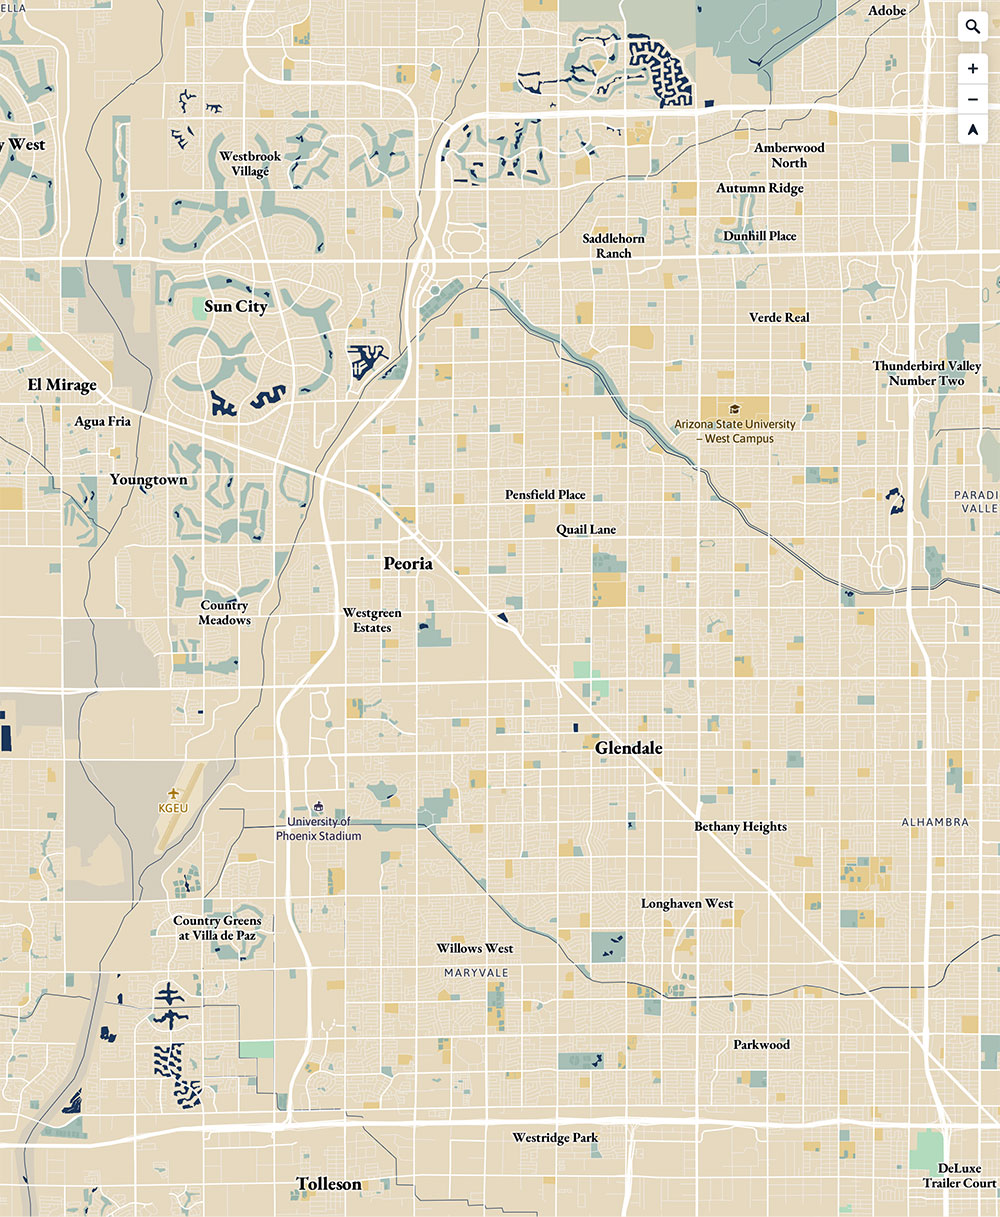 ELLA
Adobe
y West
Amberwood
North
Westbrook
Village
Autumn Ridge
Saddlehorn
Ranch
Dunhill Place
Sun City
Verde Real
Thunderbird Valley
Number Two
El Mirage
Agua Fria
Arizona State University
– West Campus
Youngtown
Pensfield Place
PARADI
VALLE
Quail Lane
Peoria
Country
Meadows
Westgreen
Estates
Glendale
KGEU
University of
Phoenix Stadium
Bethany Heights
ALHAMBRA
Longhaven West
Country Greens
at Villa de Paz
Willows West
MARYVALE
Parkwood
Westridge Park
Tolleson
DeLuxe
Trailer Court